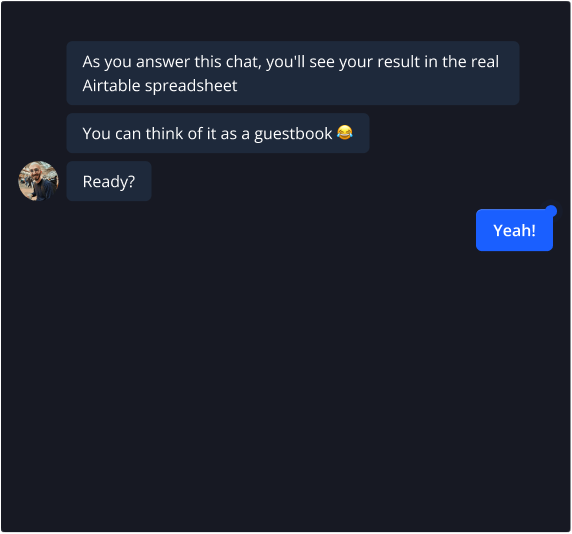 As you answer this chat, you'll see your result in the real
Airtable spreadsheet
You can think of it as a guestbook 😂
Ready?
Yeah!